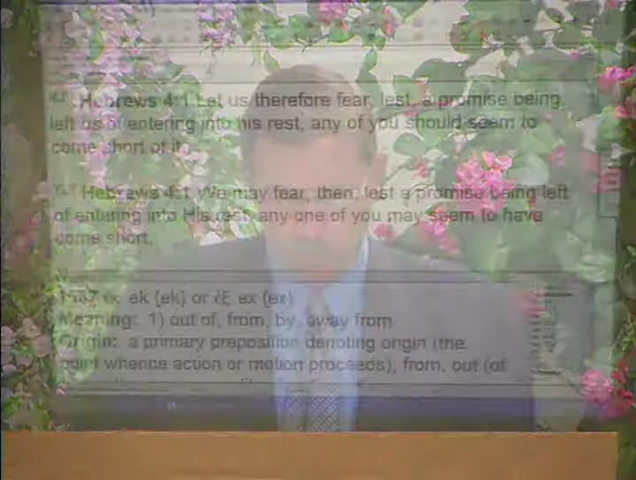 Hebrews 4:1 Let us therefore fear, lest, a promise being
left us of entering into his rest, any of you should seem to
come short of it.
Hebrews 4:1 We may fear, then, lest a promise being left
of entering into His rest, any one of you may seem to have
come short,
1537 ἐκ ek {ek} or ἐξ ex {ex}
Meaning: 1) out of, from, by, away from
Origin: a primary preposition denoting origin (the
point whence action or motion proceeds), from, out (of